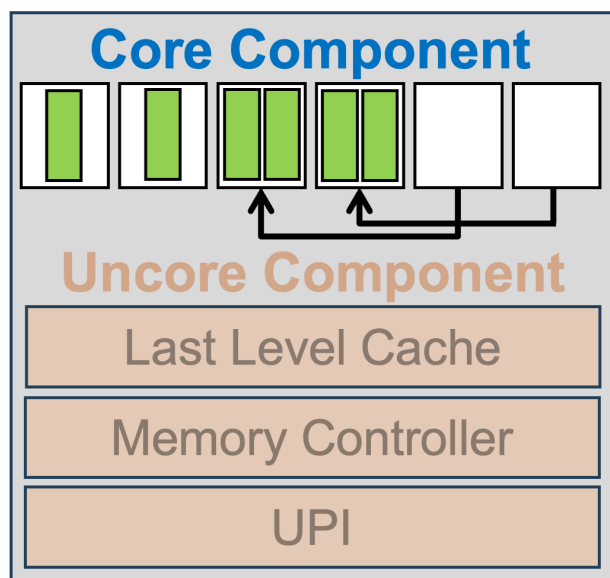 Core Component
Uncore Component
Last Level Cache
Memory Controller
UPI